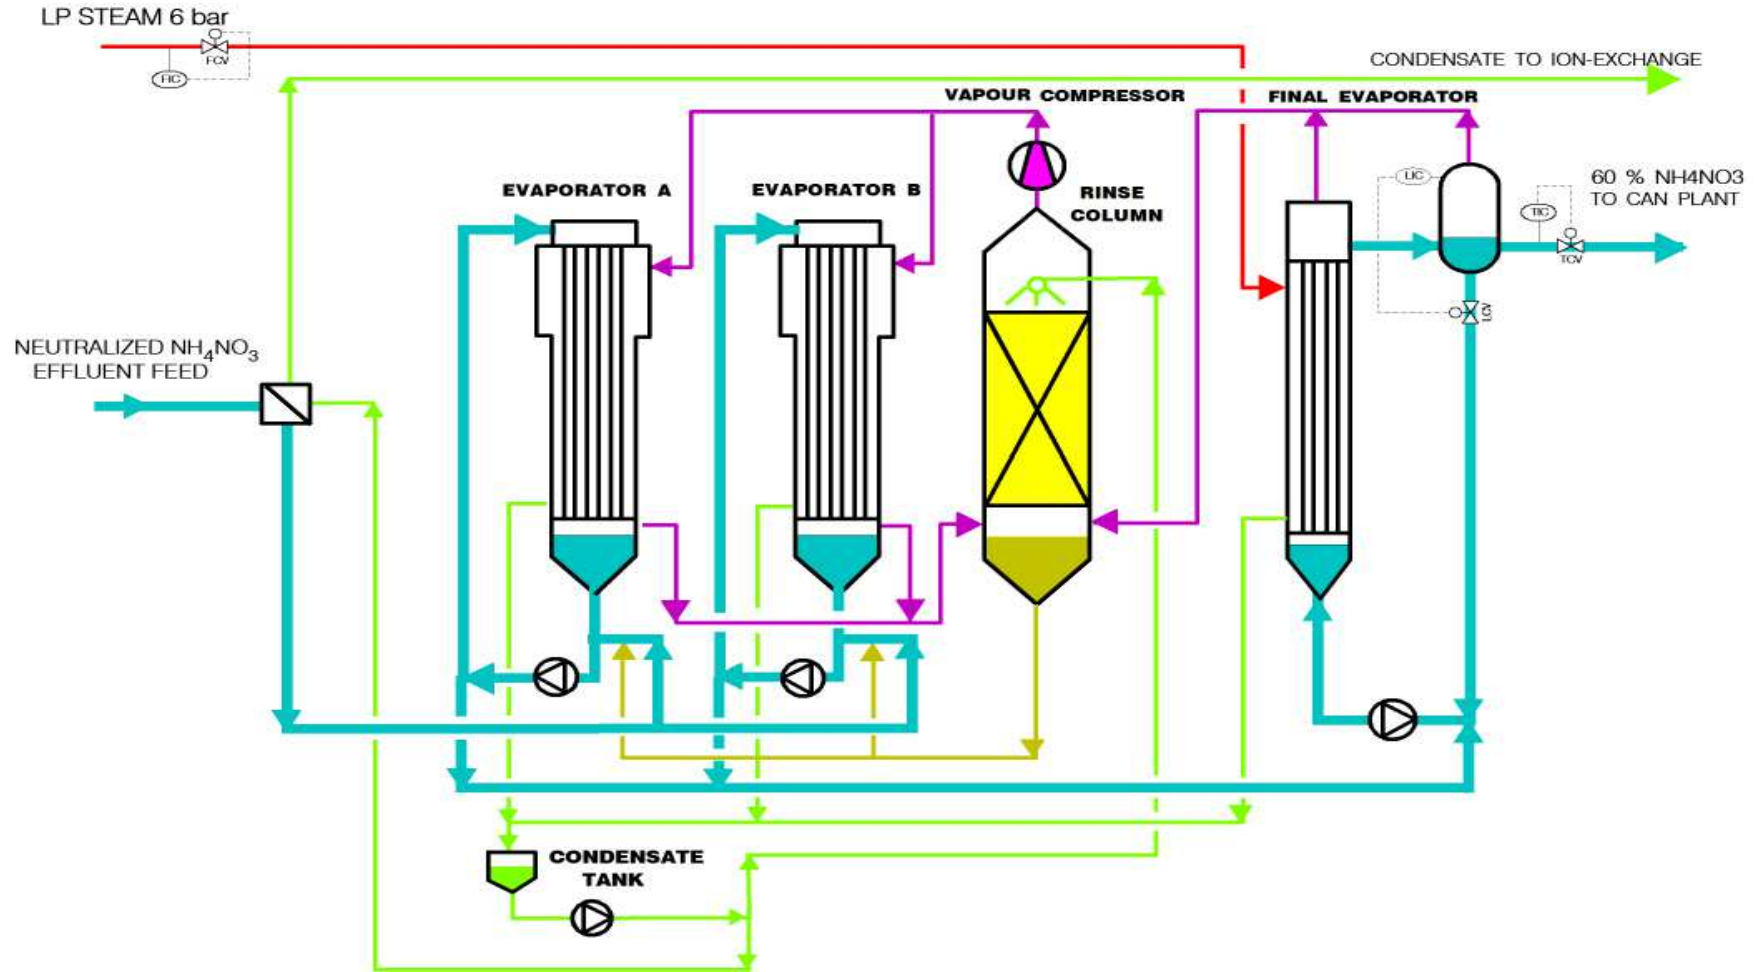 LP STEAM 6 bar
FCV
FIC
CONDENSATE TO ION-EXCHANGE
VAPOUR COMPRESSOR
FINAL EVAPORATOR
EVAPORATOR A
EVAPORATOR B
RINSE
COLUMN
LIC
60 % NH4NO3
TO CAN PLANT
TIC
TCV
LCV
NEUTRALIZED NH₄NO₃
EFFLUENT FEED
CONDENSATE
TANK